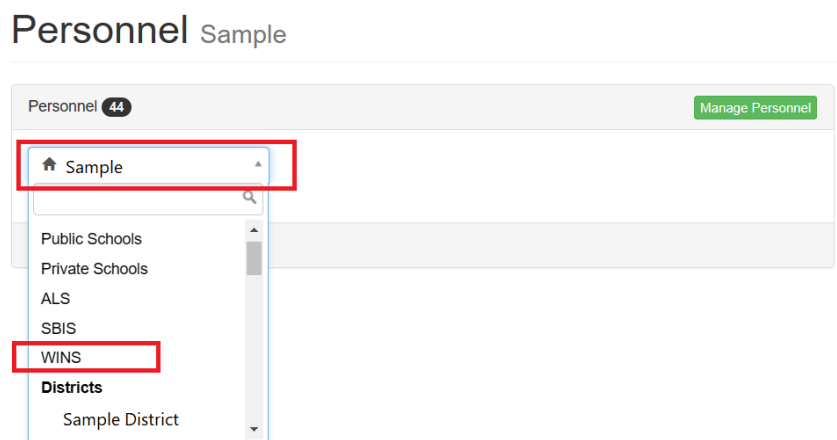 Personnel Sample
Personnel 44
Manage Personnel
Sample
Public Schools
Private Schools
ALS
SBIS
WINS
Districts
Sample District